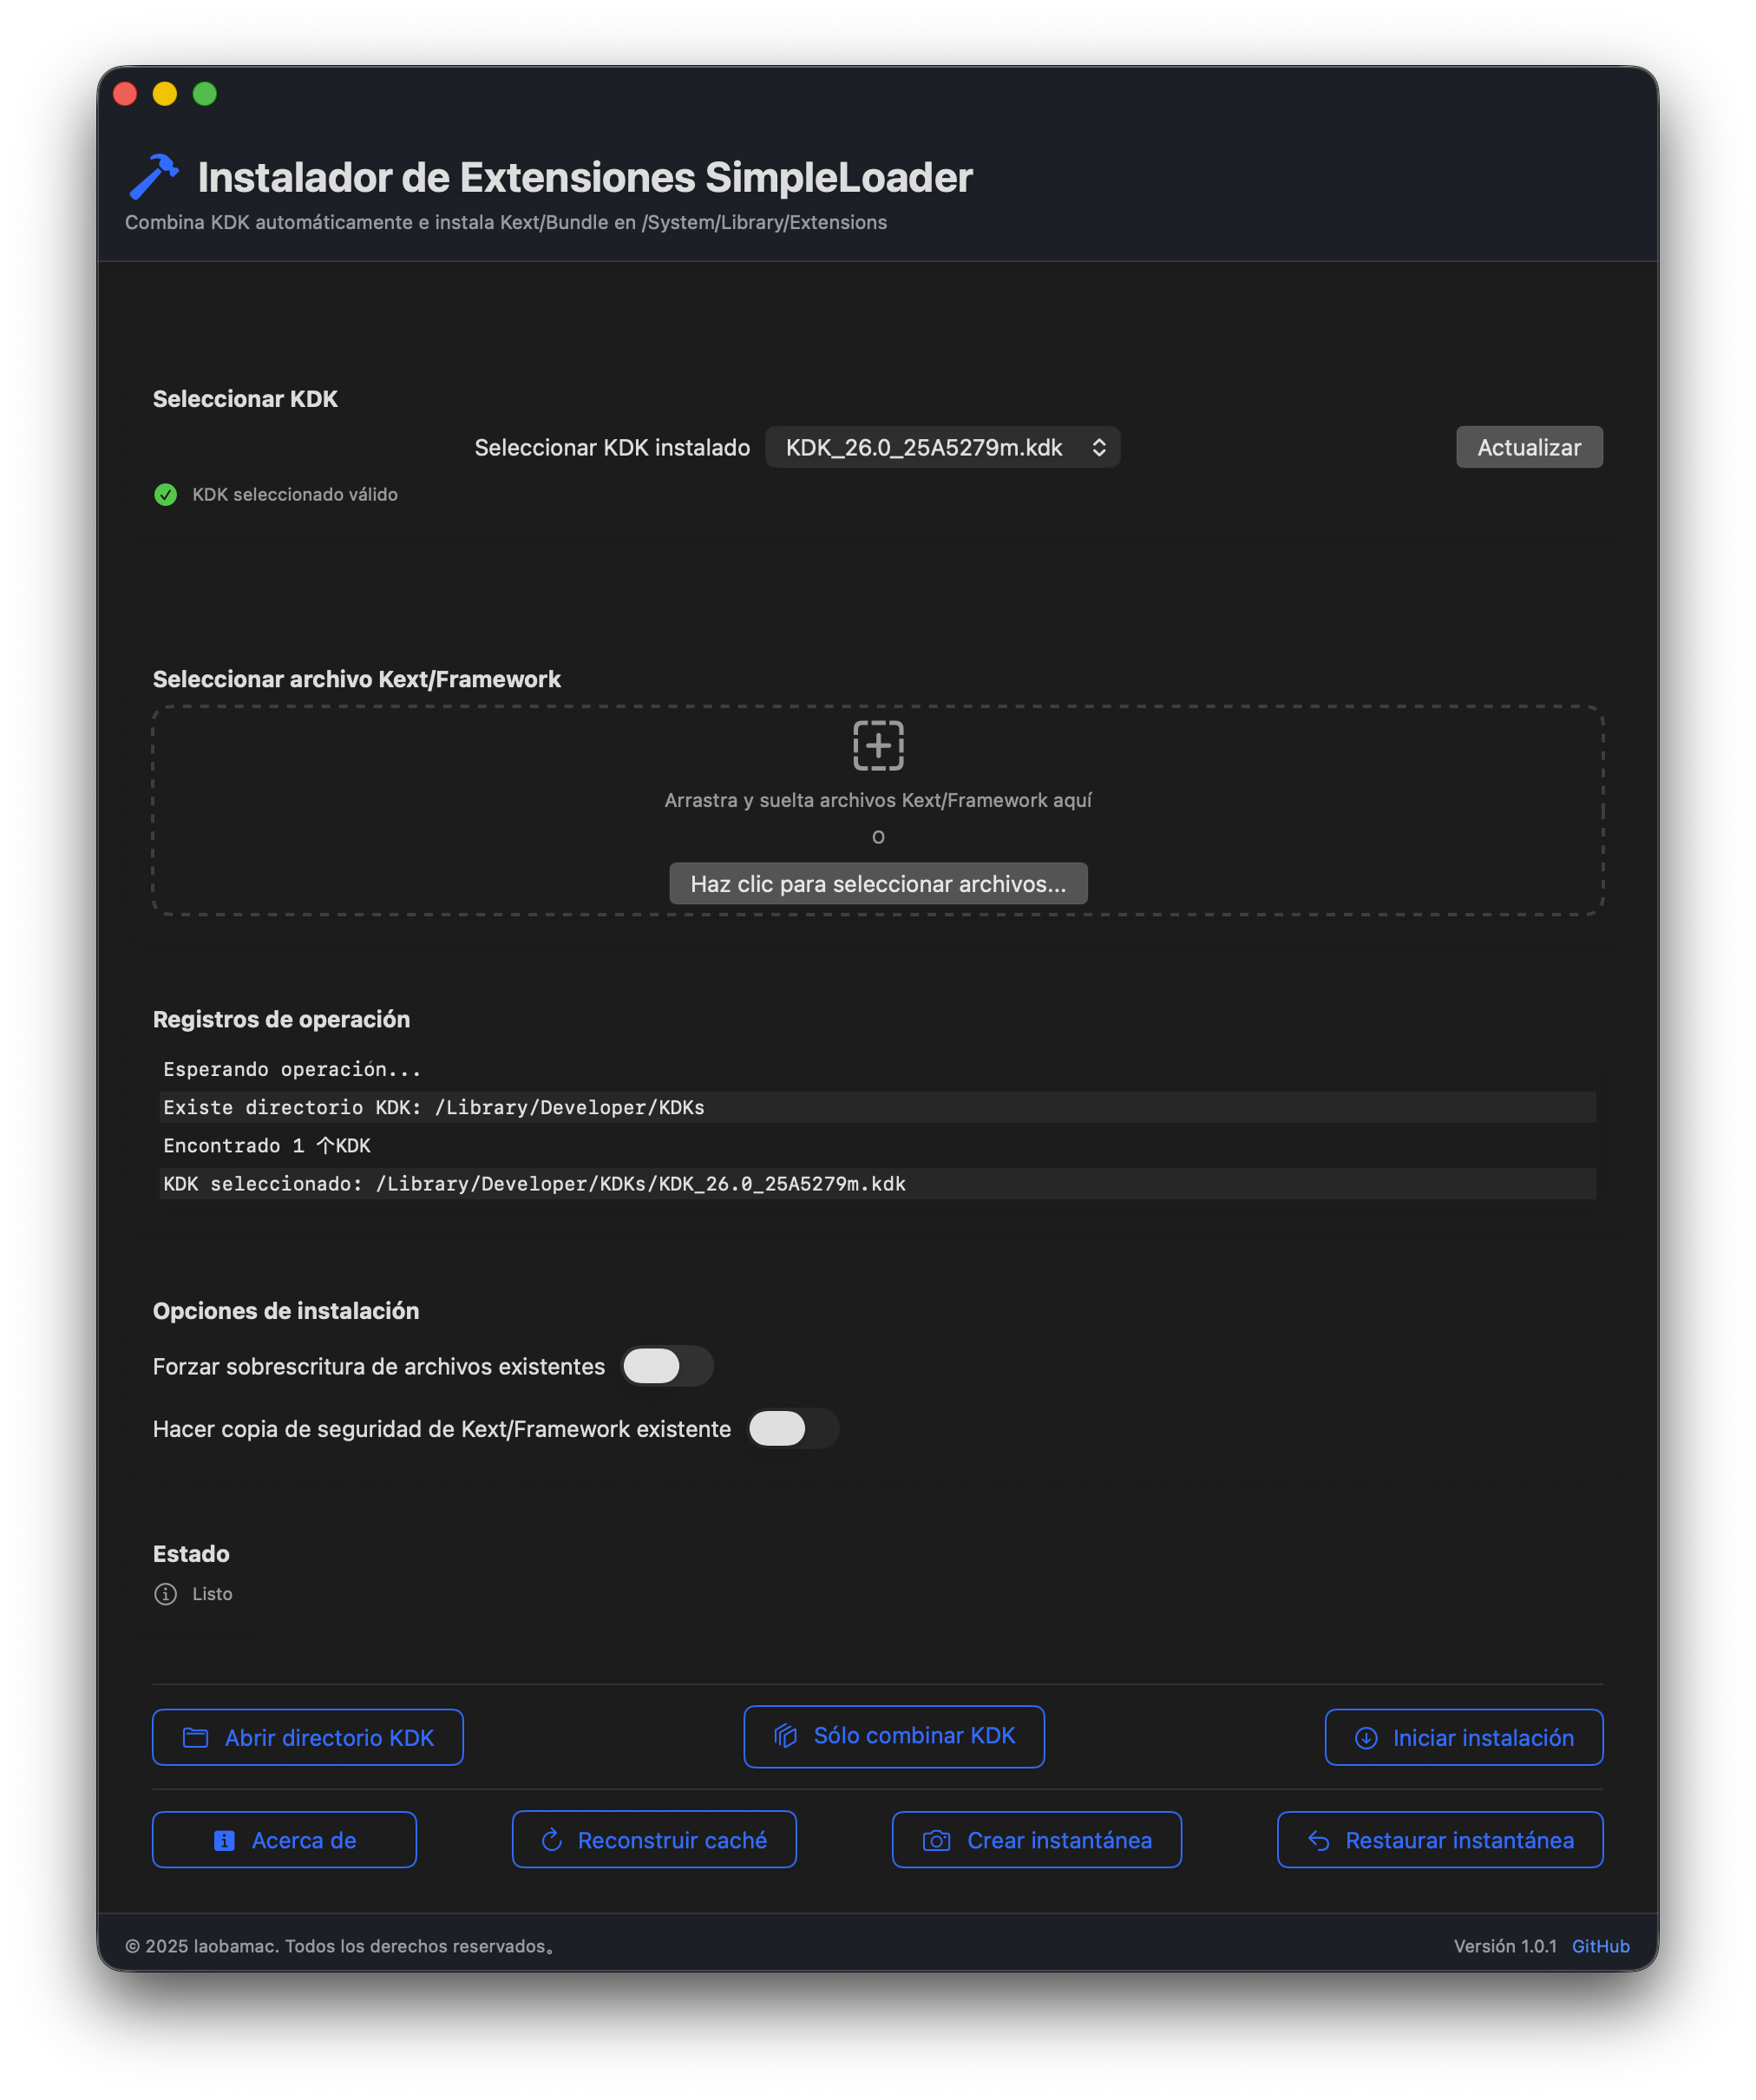 Instalador de Extensiones SimpleLoader
Combina KDK automáticamente e instala Kext/Bundle en /System/Library/Extensions
Seleccionar KDK
Seleccionar KDK instalado KDK_26.0_25A5279m.kdk Actualizar
KDK seleccionado válido
Seleccionar archivo Kext/Framework
Arrastra y suelta archivos Kext/Framework aquí
o
Haz clic para seleccionar archivos...
Registros de operación
Esperando operación...
Existe directorio KDK: /Library/Developer/KDKs
Encontrado 1 个KDK
KDK seleccionado: /Library/Developer/KDKs/KDK_26.0_25A5279m.kdk
Opciones de instalación
Forzar sobrescritura de archivos existentes
Hacer copia de seguridad de Kext/Framework existente
Estado
Listo
Abrir directorio KDK Sólo combinar KDK Iniciar instalación
Acerca de Reconstruir caché Crear instantánea Restaurar instantánea
© 2025 laobamac. Todos los derechos reservados。 Versión 1.0.1 GitHub